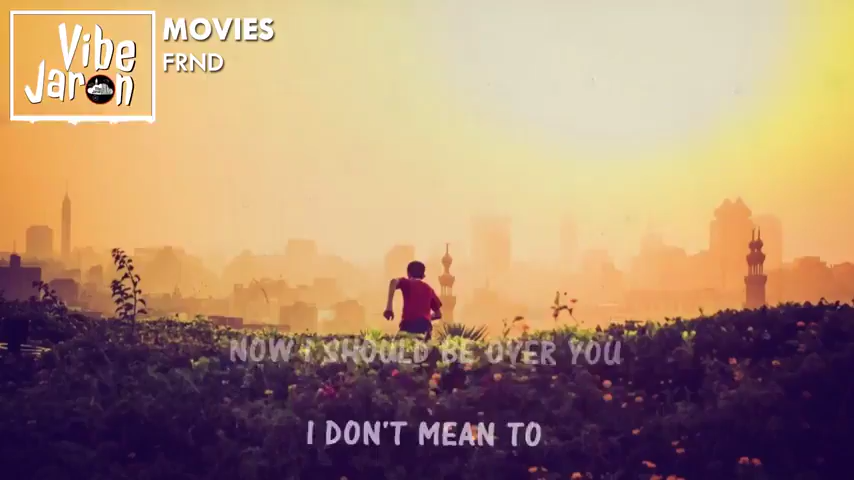 Vibe
Jaron
MOVIES
FRND
NOW I SHOULD BE OVER YOU
I DON'T MEAN TO